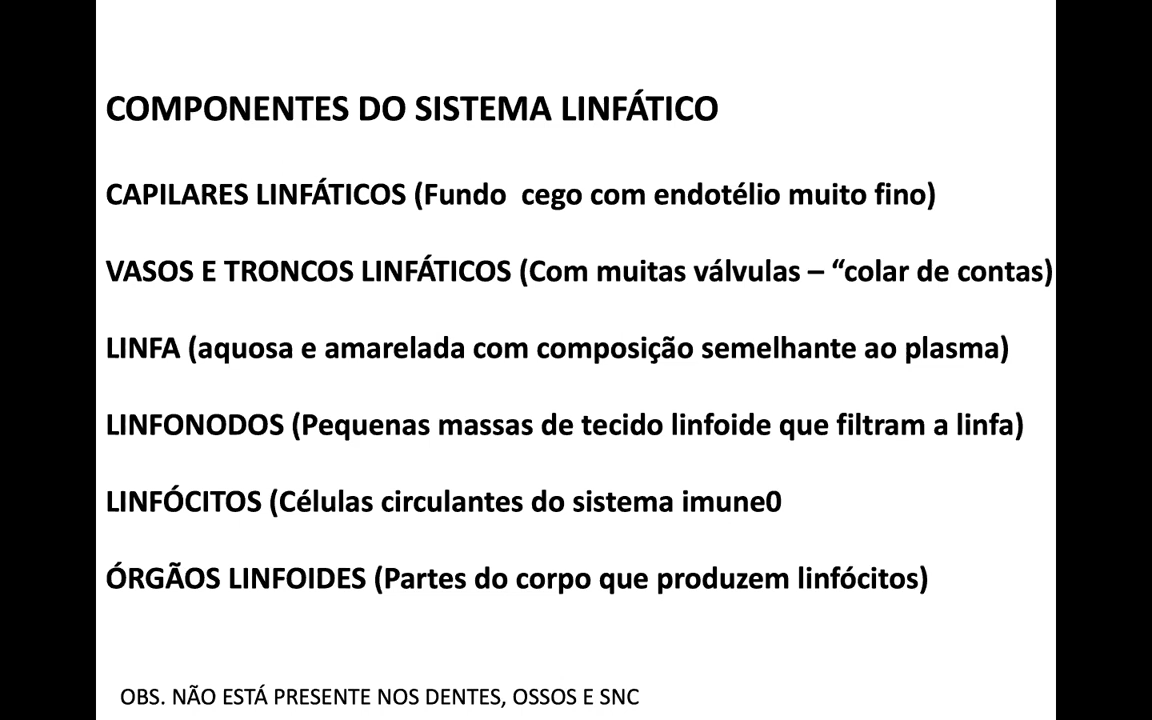 COMPONENTES DO SISTEMA LINFÁTICO
CAPILARES LINFÁTICOS (Fundo  cego com endotélio muito fino)
VASOS E TRONCOS LINFÁTICOS (Com muitas válvulas – “colar de contas)
LINFA (aquosa e amarelada com composição semelhante ao plasma)
LINFONODOS (Pequenas massas de tecido linfoide que filtram a linfa)
LINFÓCITOS (Células circulantes do sistema imune0
ÓRGÃOS LINFOIDES (Partes do corpo que produzem linfócitos)
OBS. NÃO ESTÁ PRESENTE NOS DENTES, OSSOS E SNC